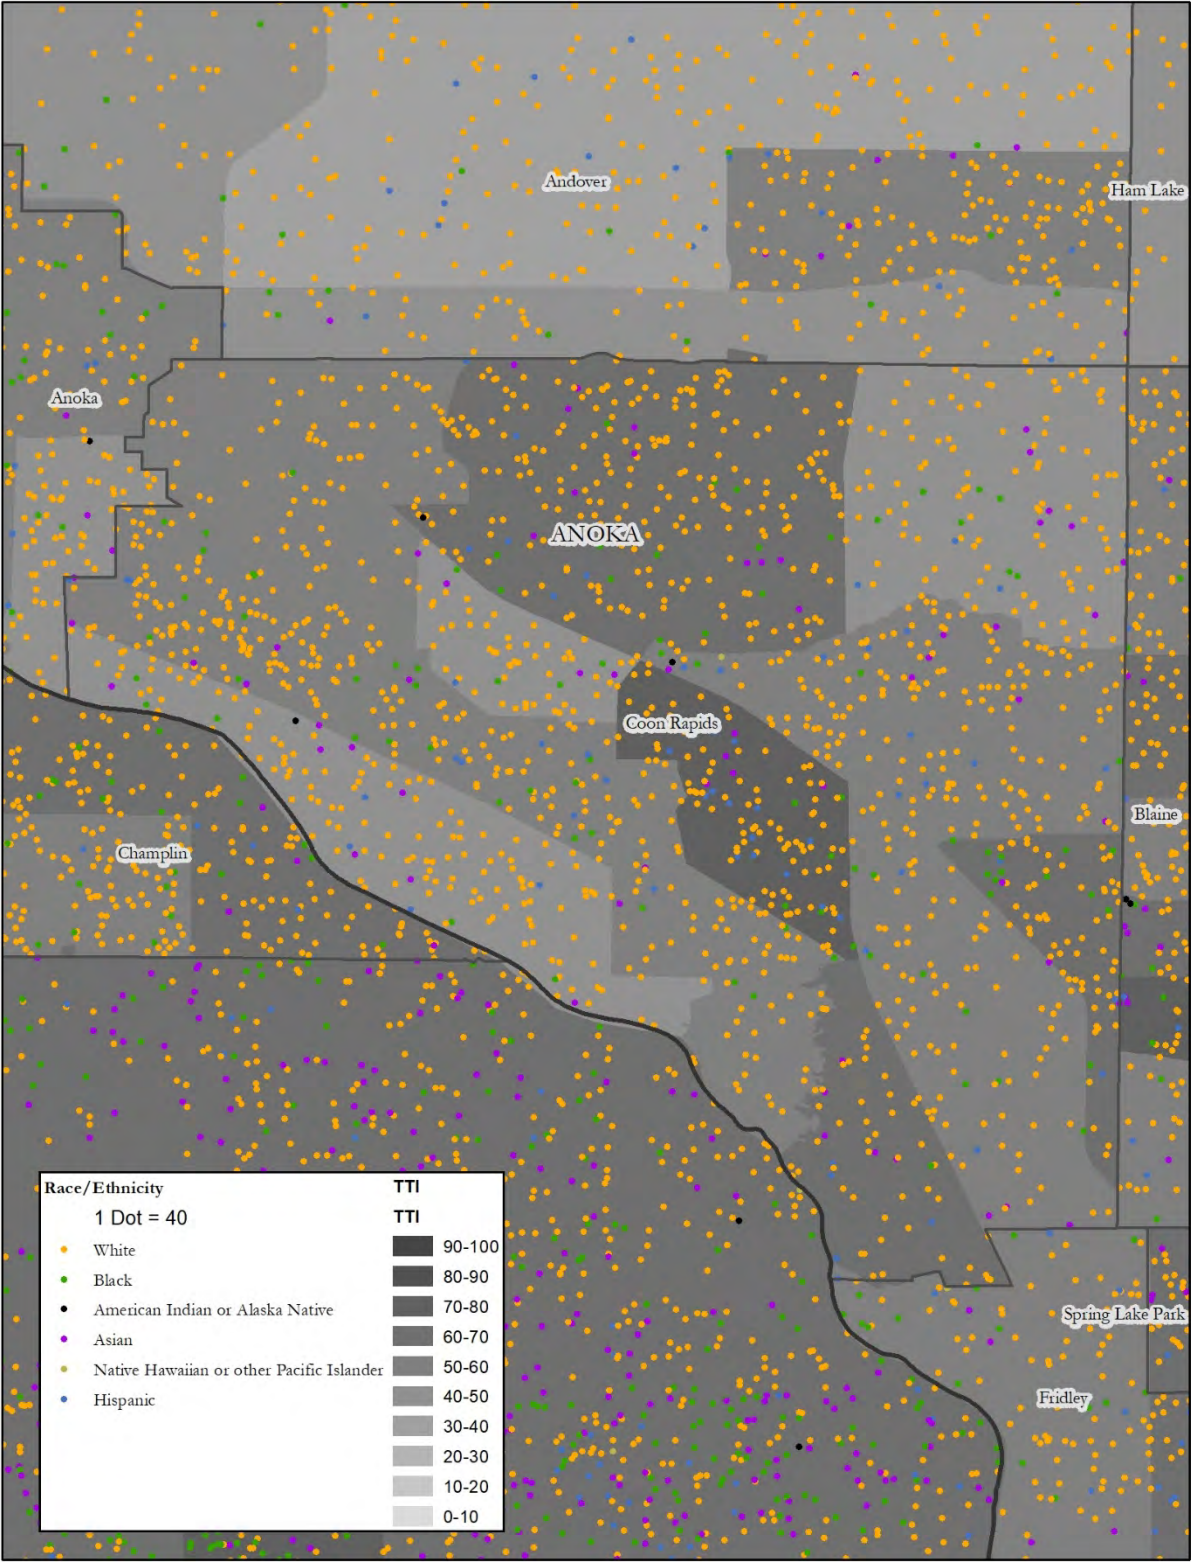 Andover
Ham Lake
Anoka
ANOKA
Coon Rapids
Blaine
Champlin
Spring Lake Park
Fridley
Race/Ethnicity
1 Dot = 40
White
Black
American Indian or Alaska Native
Asian
Native Hawaiian or other Pacific Islander
Hispanic
TTI
TTI
90-100
80-90
70-80
60-70
50-60
40-50
30-40
20-30
10-20
0-10